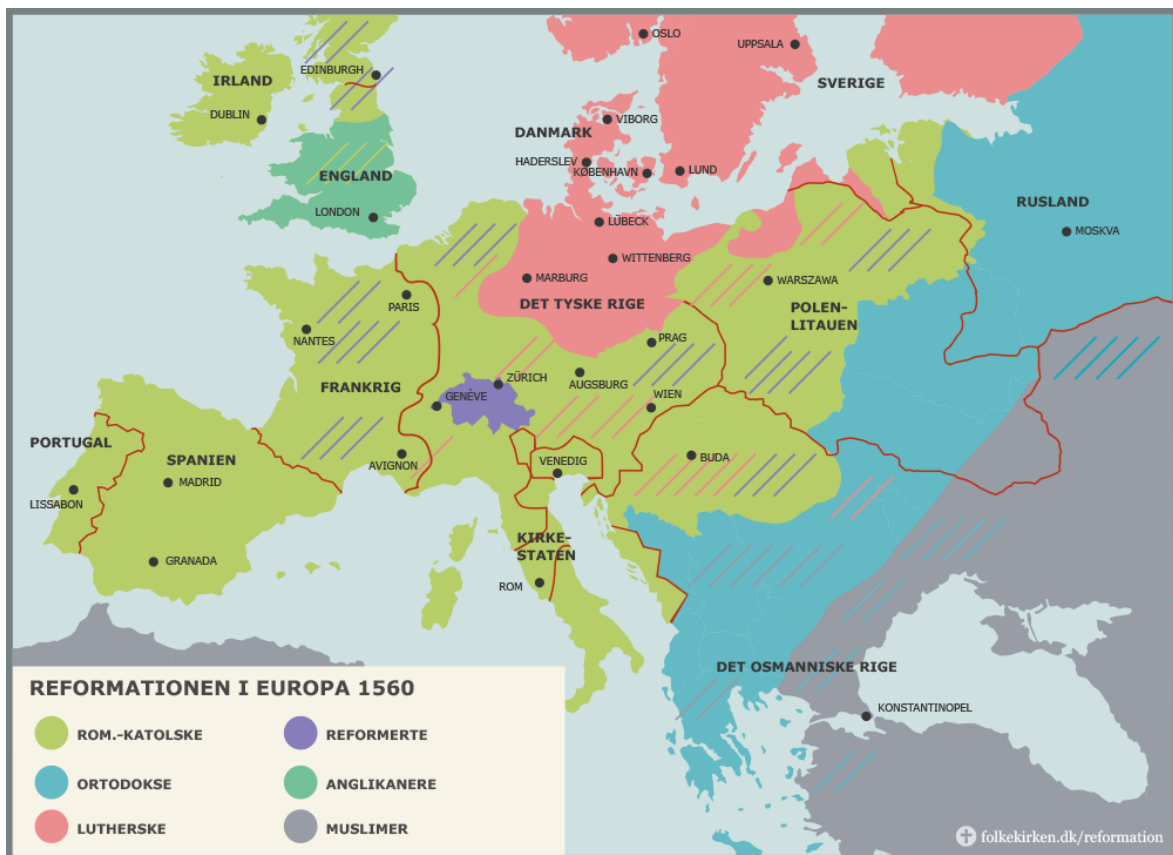 OSLO
UPPSALA
SVERIGE
IRLAND
EDINBURGH
DUBLIN
DANMARK
VIBORG
HADERSLEV
KØBENHAVN
LUND
ENGLAND
LONDON
LÜBECK
RUSLAND
MOSKVA
WITTENBERG
MARBURG
WARSZAWA
DET TYSKE RIGE
POLEN-
LITAUEN
PARIS
NANTES
PRAG
FRANKRIG
ZÜRICH
AUGSBURG
GENÈVE
WIEN
PORTUGAL
SPANIEN
AVIGNON
VENEDIG
BUDA
MADRID
LISSABON
KIRKE-
STATEN
GRANADA
ROM
DET OSMANNISKE RIGE
KONSTANTINOPEL
REFORMATIONEN I EUROPA 1560
ROM.-KATOLSKE
REFORMERTE
ORTODOKSE
ANGLIKANERE
LUTHERSKE
MUSLIMER
folkekirken.dk/reformation